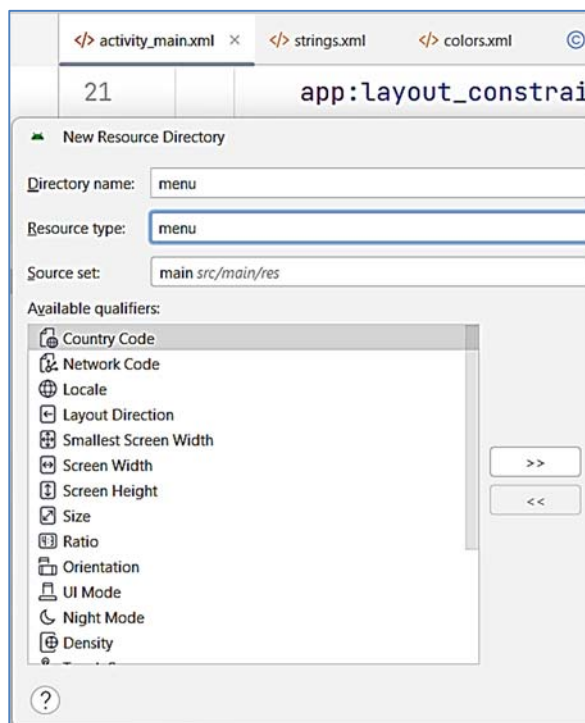 activity_main.xml × strings.xml colors.xml
21 app:layout_constrai
New Resource Directory
Directory name: menu
Resource type: menu
Source set: main src/main/res
Available qualifiers:
Country Code
Network Code
Locale
Layout Direction
Smallest Screen Width
Screen Width
>>
Screen Height
<<
Size
Ratio
Orientation
UI Mode
Night Mode
Density
?